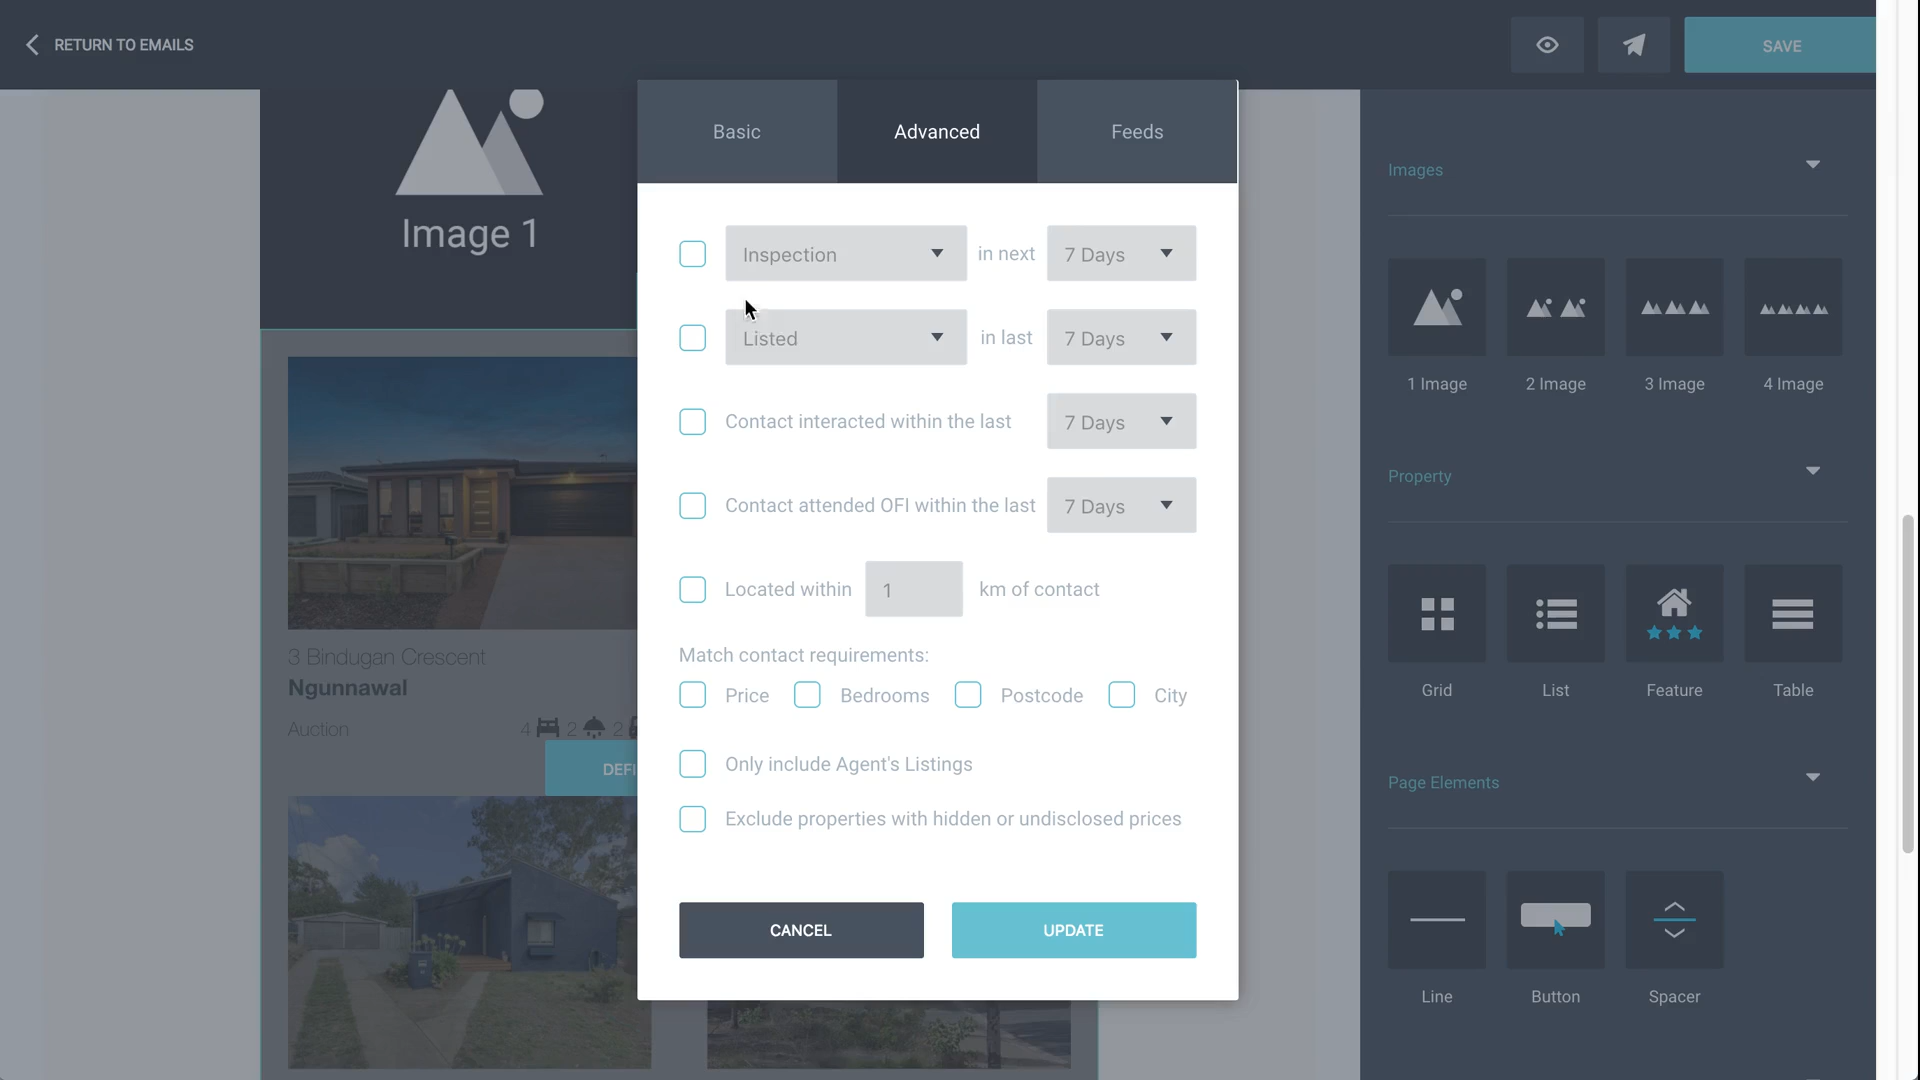 RETURN TO EMAILS
SAVE
Image 1
Basic
Advanced
Feeds
Inspection in next 7 Days
Listed in last 7 Days
Contact interacted within the last 7 Days
Contact attended OFI within the last 7 Days
Located within 1 km of contact
Match contact requirements:
Price Bedrooms Postcode City
Only include Agent's Listings
Exclude properties with hidden or undisclosed prices
CANCEL
UPDATE
3 Bindugan Crescent
Ngunnawal
Auction 4 2 2
DEFI
Images
1 Image 2 Image 3 Image 4 Image
Property
Grid List Feature Table
Page Elements
Line Button Spacer